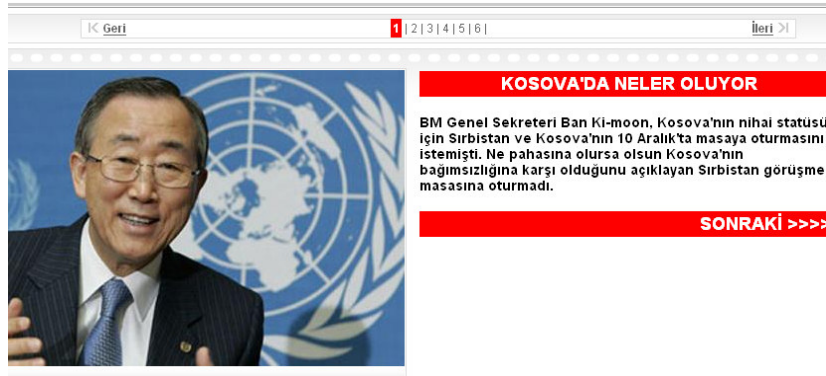 Geri
1 | 2 | 3 | 4 | 5 | 6 |
İleri
KOSOVA'DA NELER OLUYOR
BM Genel Sekreteri Ban Ki-moon, Kosova'nın nihai statüsü
için Sırbistan ve Kosova'nın 10 Aralık'ta masaya oturmasını
istemişti. Ne pahasına olursa olsun Kosova'nın
bağımsızlığına karşı olduğunu açıklayan Sırbistan görüşme
masasına oturmadı.
SONRAKİ >>>>